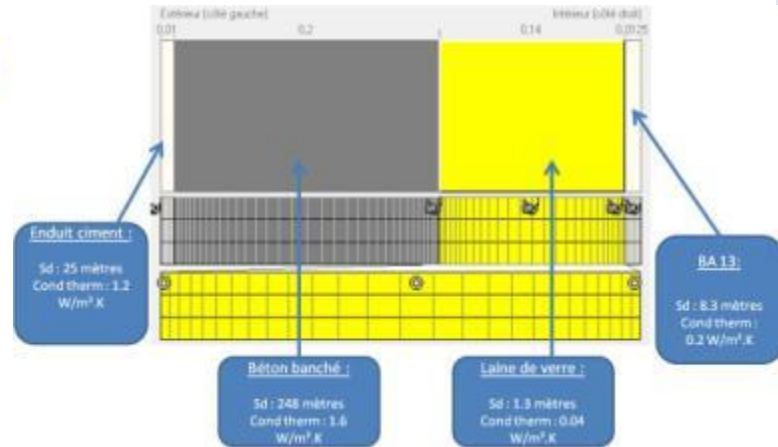 Extérieur (côté gauche)
Intérieur (côté droit)
0,01
0,2
0,14
0,0125
Enduit ciment :
Sd : 25 mètres
Cond therm : 1.2
W/m².K
BA 13:
Sd : 8.3 mètres
Cond therm :
0.2 W/m².K
Béton banché :
Sd : 248 mètres
Cond therm : 1.6
W/m².K
Laine de verre :
Sd : 1.3 mètres
Cond therm : 0.04
W/m².K